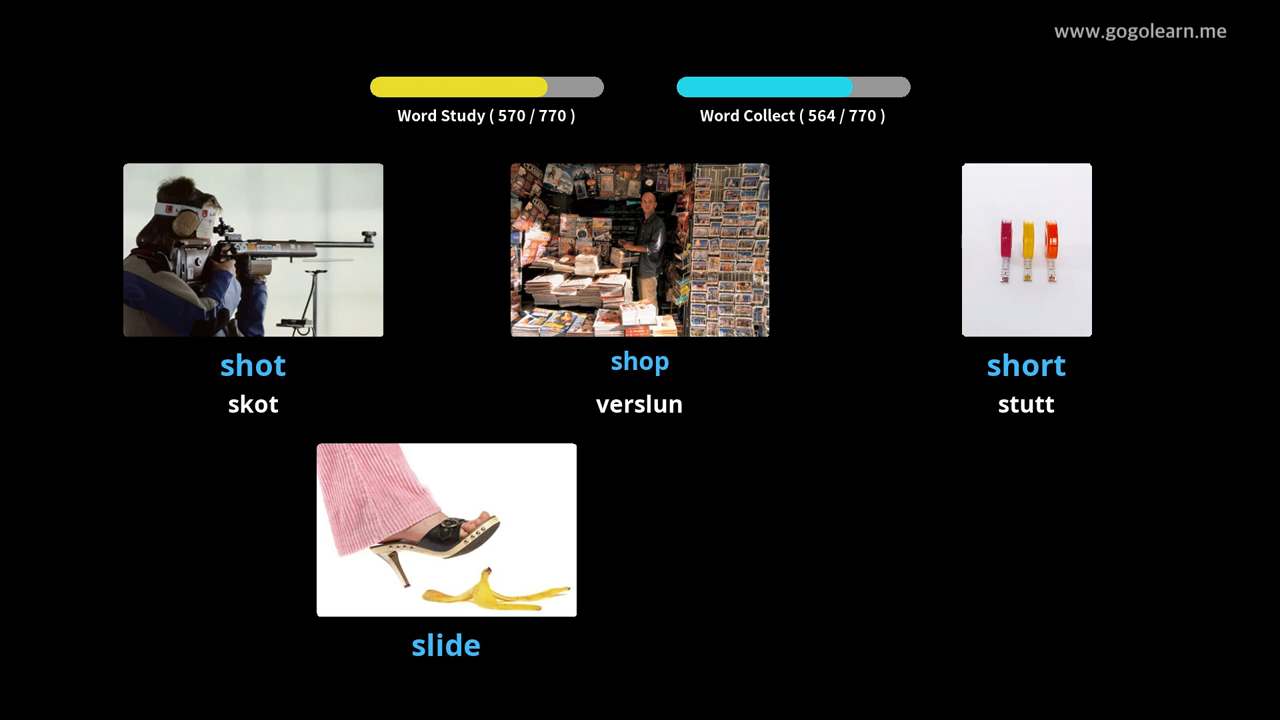 www.gogolearn.me
Word Study ( 570 / 770 )
Word Collect ( 564 / 770 )
shot
shop
short
skot
verslun
stutt
slide